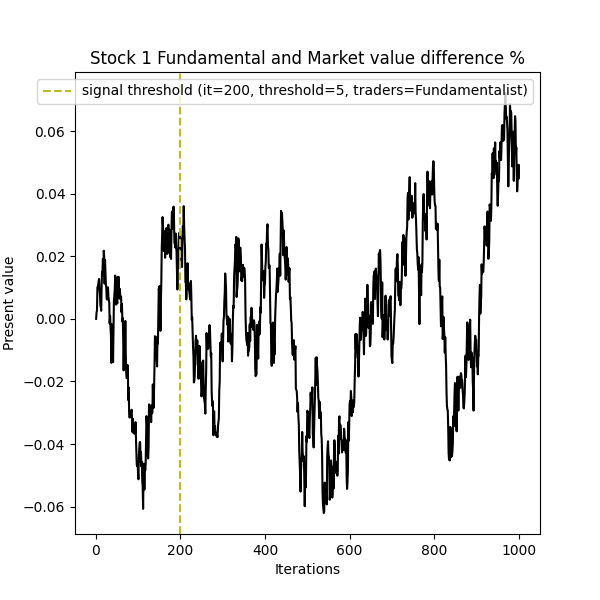 Stock 1 Fundamental and Market value difference %
signal threshold (it=200, threshold=5, traders=Fundamentalist)
0.06
0.04
0.02
0.00
−0.02
−0.04
−0.06
Present value
0 200 400 600 800 1000
Iterations